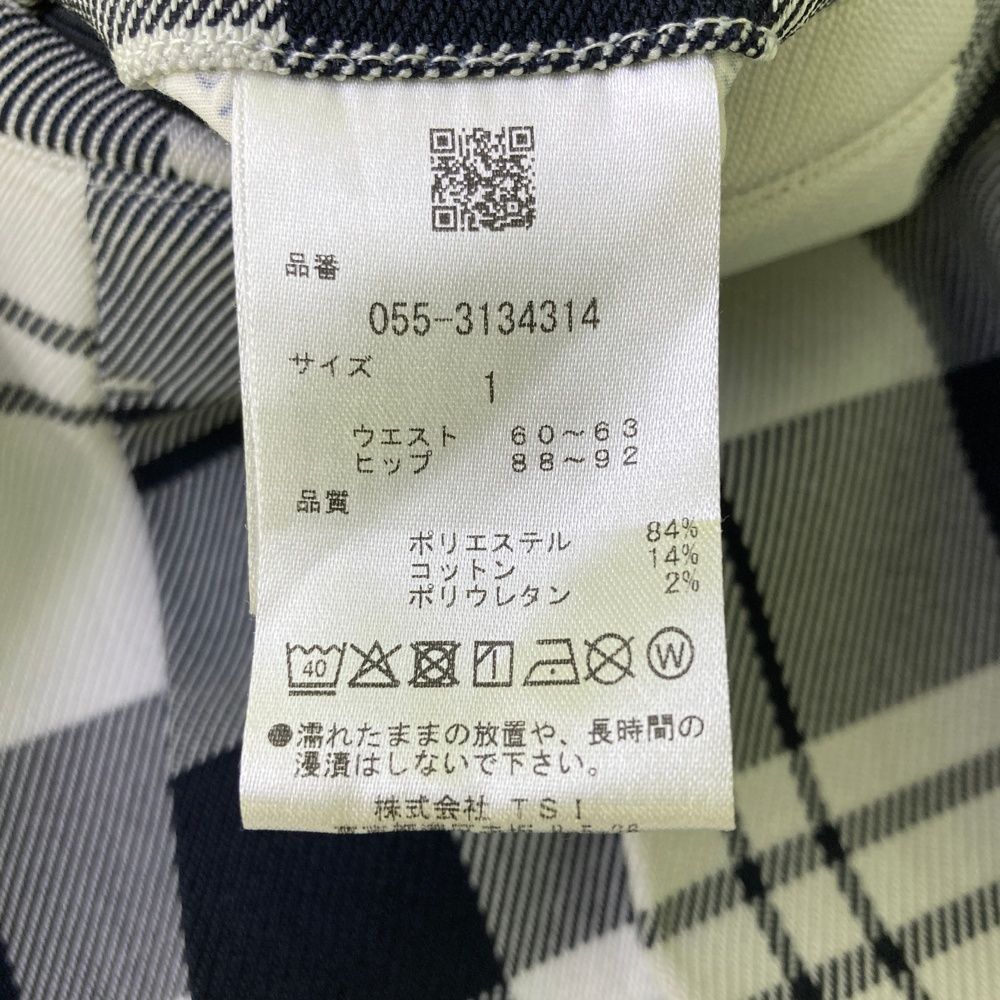 品番
055-3134314
サイズ
1
ウエスト 60～63
ヒップ 88～92
品質
ポリエステル 84%
コットン 14%
ポリウレタン 2%
40 1 W
●濡れたままの放置や、長時間の
浸漬はしないで下さい。
株式会社 TSI